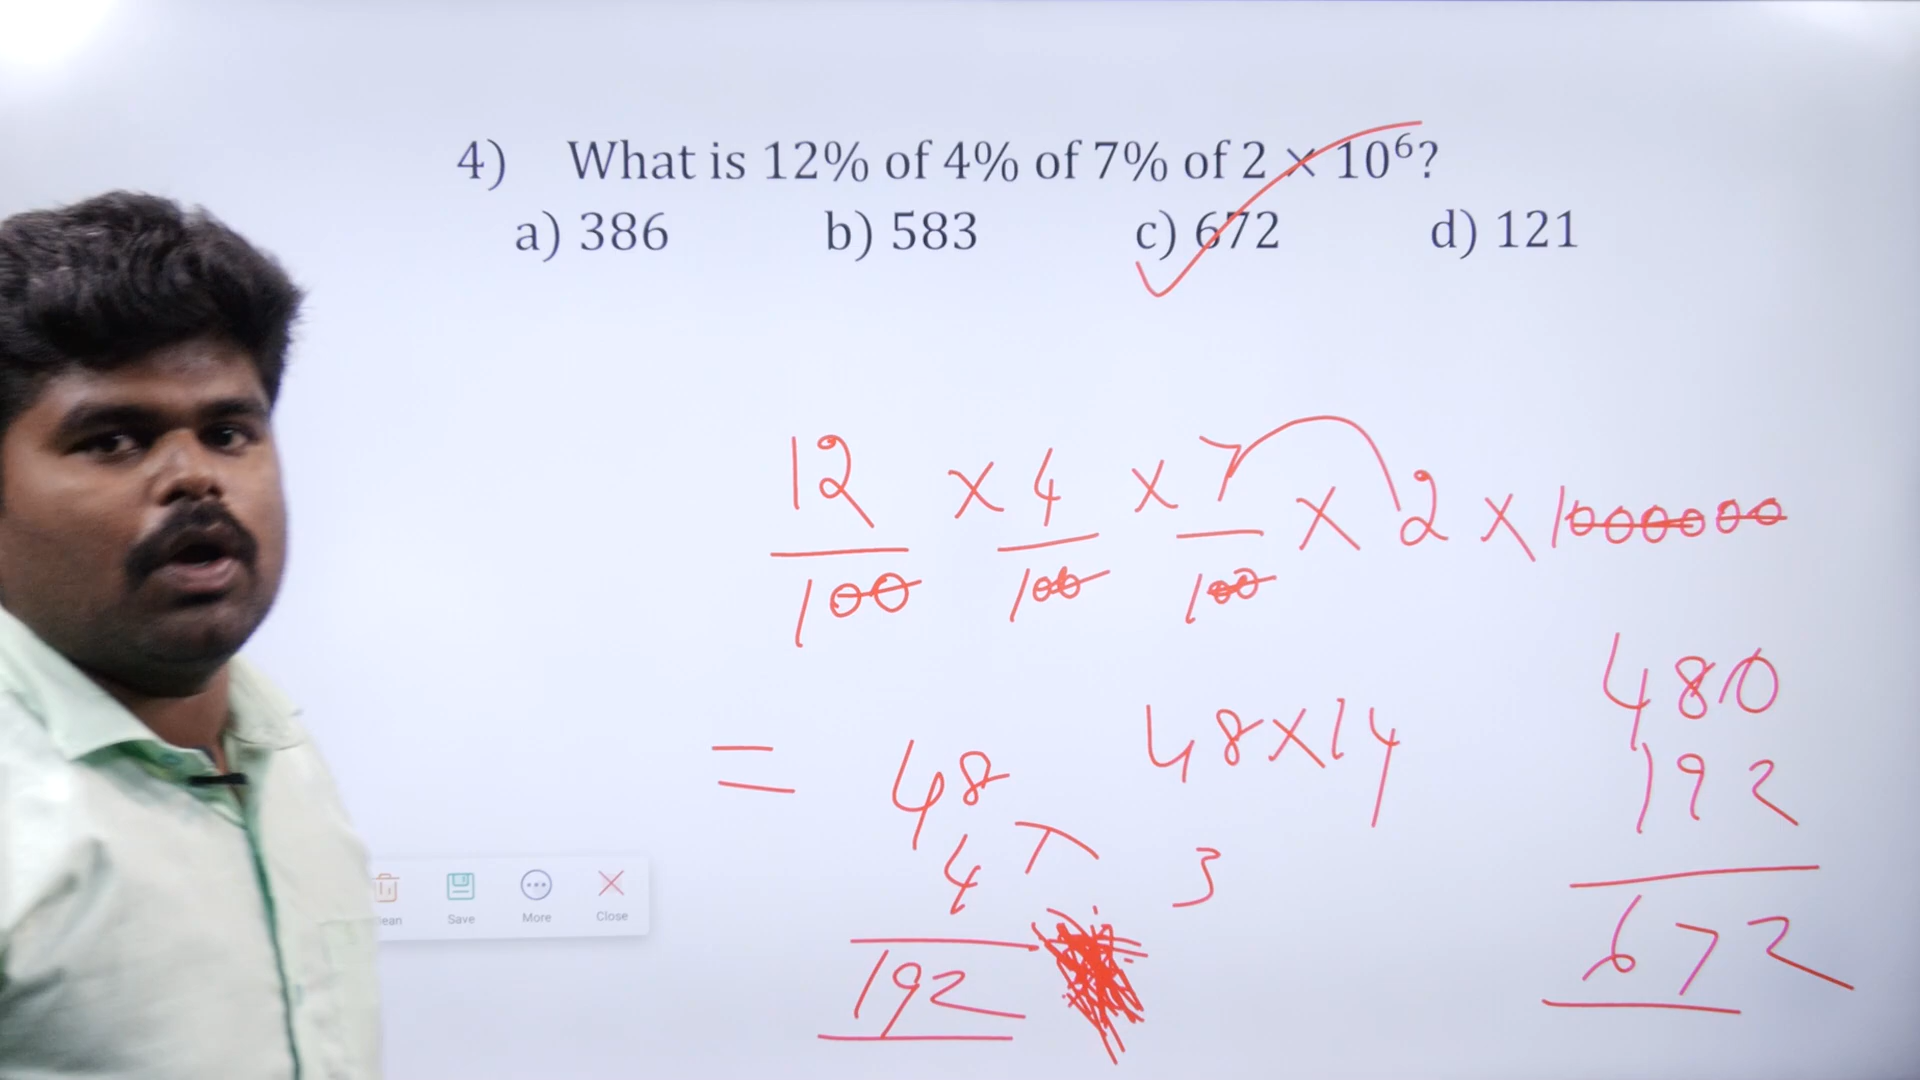 4) What is 12% of 4% of 7% of 2 × 10⁶?
a) 386 b) 583 c) 672 d) 121
12 × 4 × 7 × 2 × 1000000
100 100 100
= 48 48×14 480
4 3 192
192 672
ean Save More Close